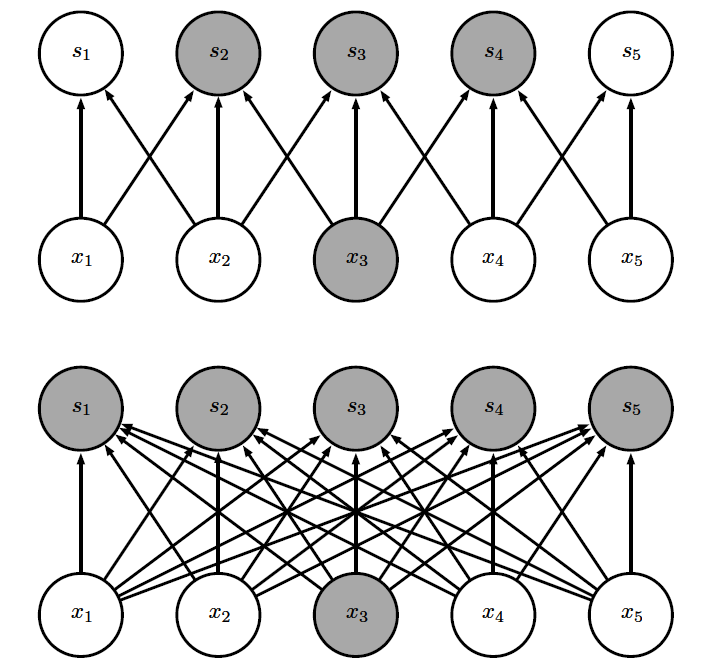 s₁ s₂ s₃ s₄ s₅
x₁ x₂ x₃ x₄ x₅
s₁ s₂ s₃ s₄ s₅
x₁ x₂ x₃ x₄ x₅